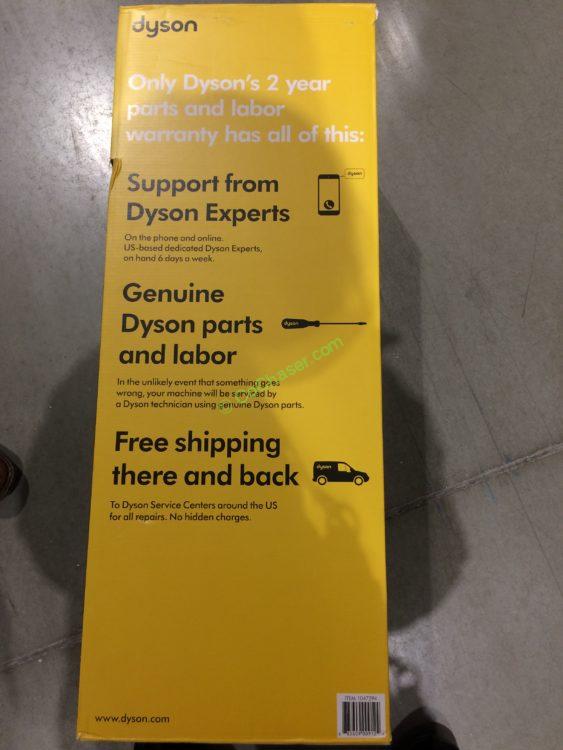 dyson
Only Dyson's 2 year
parts and labor
warranty has all of this:
dyson
Support from
Dyson Experts
On the phone and online.
US-based dedicated Dyson Experts,
on hand 6 days a week.
Genuine
Dyson parts
and labor
dyson
In the unlikely event that something goes
wrong, your machine will be serviced by
a Dyson technician using genuine Dyson parts.
Free shipping
there and back
dyson
To Dyson Service Centers around the US
for all repairs. No hidden charges.
www.dyson.com